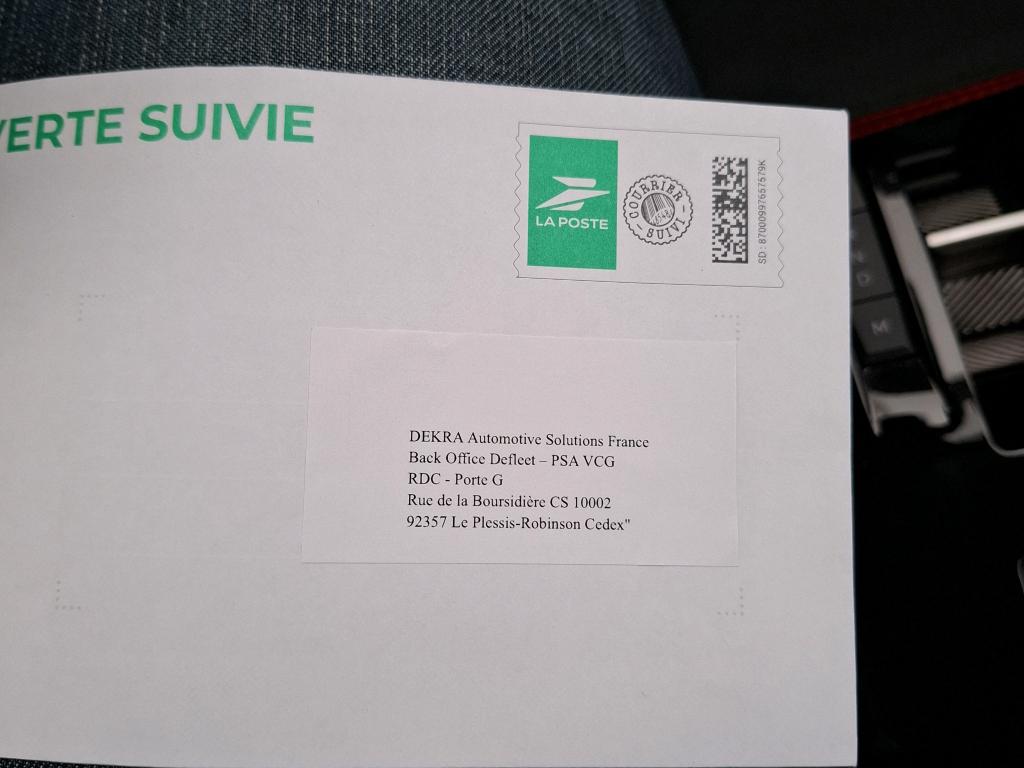 VERTE SUIVIE
LA POSTE
COURRIER
SUIVI
SD : 87000997657579K
DEKRA Automotive Solutions France
Back Office Defleet – PSA VCG
RDC - Porte G
Rue de la Boursidière CS 10002
92357 Le Plessis-Robinson Cedex"
M